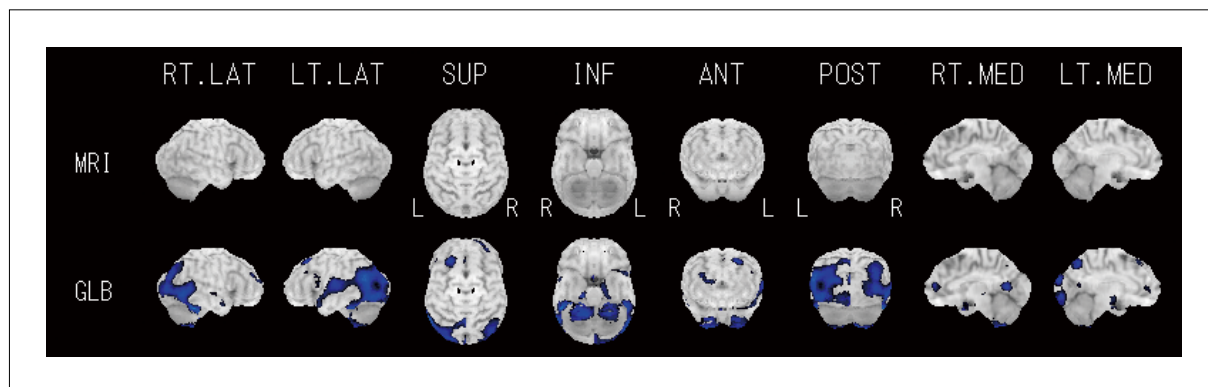 RT.LAT LT.LAT SUP INF ANT POST RT.MED LT.MED
MRI
L R R L R L L R
GLB